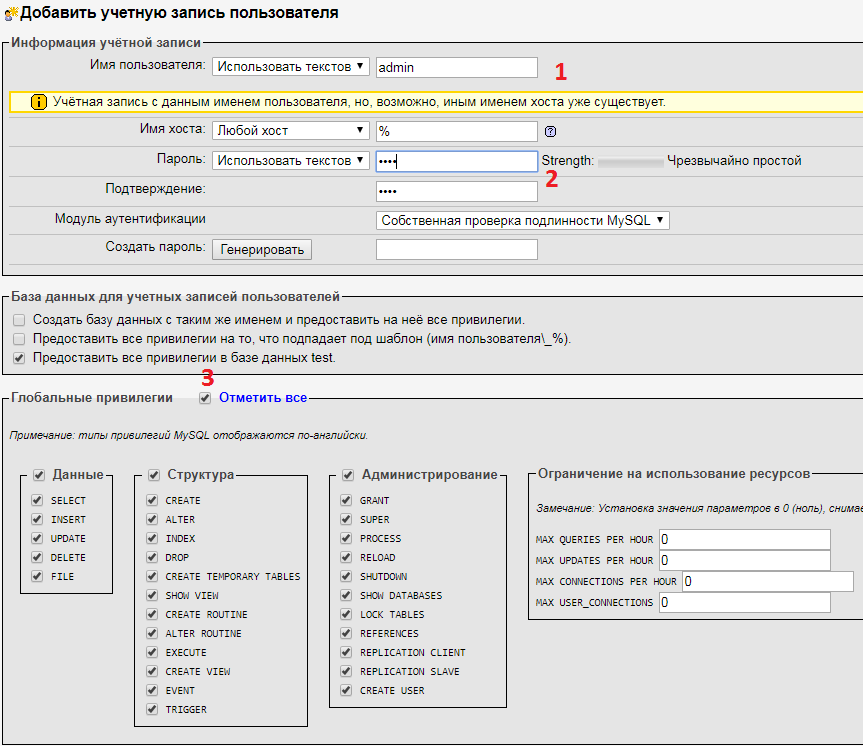 Добавить учетную запись пользователя
Информация учётной записи
Имя пользователя: Использовать текстов admin 1
Учётная запись с данным именем пользователя, но, возможно, иным именем хоста уже существует.
Имя хоста: Любой хост %
Пароль: Использовать текстов •••• Strength: Чрезвычайно простой
2
Подтверждение: ••••
Модуль аутентификации Собственная проверка подлинности MySQL
Создать пароль: Генерировать
База данных для учетных записей пользователей
Создать базу данных с таким же именем и предоставить на неё все привилегии.
Предоставить все привилегии на то, что подпадает под шаблон (имя пользователя\_%).
Предоставить все привилегии в базе данных test.
3
Глобальные привилегии Отметить все
Примечание: типы привилегий MySQL отображаются по-английски.
Данные
SELECT
INSERT
UPDATE
DELETE
FILE
Структура
CREATE
ALTER
INDEX
DROP
CREATE TEMPORARY TABLES
SHOW VIEW
CREATE ROUTINE
ALTER ROUTINE
EXECUTE
CREATE VIEW
EVENT
TRIGGER
Администрирование
GRANT
SUPER
PROCESS
RELOAD
SHUTDOWN
SHOW DATABASES
LOCK TABLES
REFERENCES
REPLICATION CLIENT
REPLICATION SLAVE
CREATE USER
Ограничение на использование ресурсов
Замечание: Установка значения параметров в 0 (ноль), снимае
MAX QUERIES PER HOUR 0
MAX UPDATES PER HOUR 0
MAX CONNECTIONS PER HOUR 0
MAX USER_CONNECTIONS 0